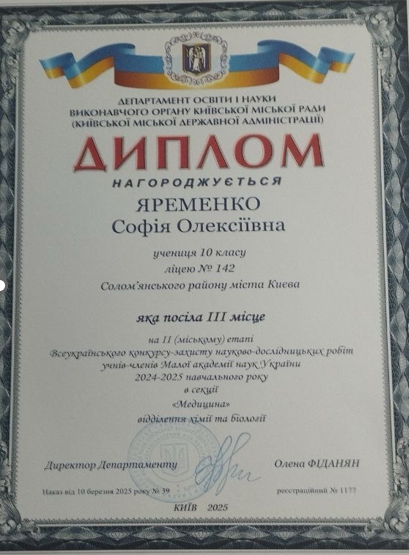 ДЕПАРТАМЕНТ ОСВІТИ І НАУКИ
ВИКОНАВЧОГО ОРГАНУ КИЇВСЬКОЇ МІСЬКОЇ РАДИ
(КИЇВСЬКОЇ МІСЬКОЇ ДЕРЖАВНОЇ АДМІНІСТРАЦІЇ)
ДИПЛОМ
НАГОРОДЖУЄТЬСЯ
ЯРЕМЕНКО
Софія Олексіївна
учениця 10 класу
ліцею № 142
Солом'янського району міста Києва
яка посіла ІІІ місце
на ІІ (міському) етапі
Всеукраїнського конкурсу-захисту науково-дослідницьких робіт
учнів-членів Малої академії наук України
2024-2025 навчального року
в секції
«Медицина»
відділення хімії та біології
Директор Департаменту Олена ФІДАНЯН
Наказ від 10 березня 2025 року № 39 реєстраційний № 1177
КИЇВ 2025